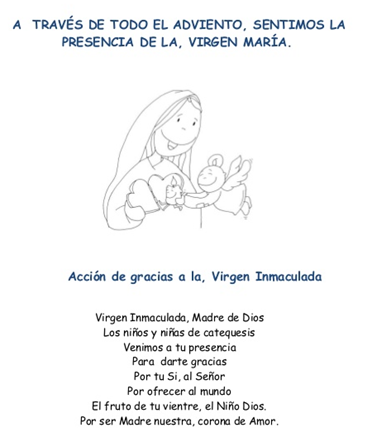 A TRAVÉS DE TODO EL ADVIENTO, SENTIMOS LA
PRESENCIA DE LA, VIRGEN MARÍA.
Acción de gracias a la, Virgen Inmaculada
Virgen Inmaculada, Madre de Dios
Los niños y niñas de catequesis
Venimos a tu presencia
Para darte gracias
Por tu Si, al Señor
Por ofrecer al mundo
El fruto de tu vientre, el Niño Dios.
Por ser Madre nuestra, corona de Amor.